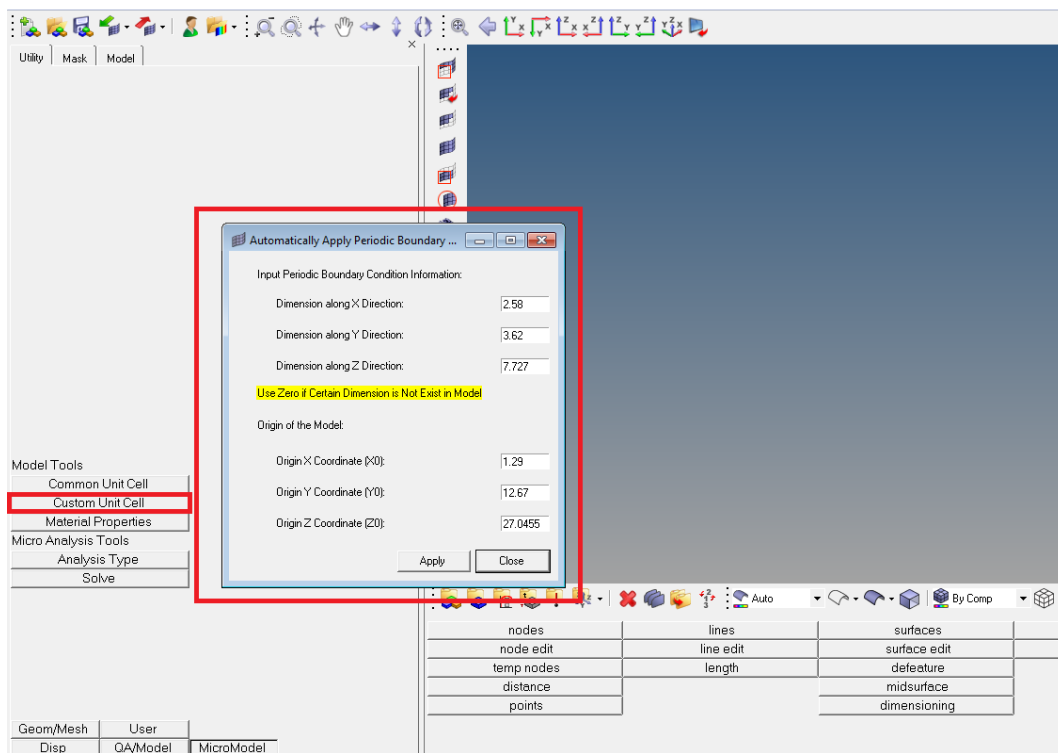 Utility Mask Model
Automatically Apply Periodic Boundary ...
Input Periodic Boundary Condition Information:
Dimension along X Direction: 2.58
Dimension along Y Direction: 3.62
Dimension along Z Direction: 7.727
Use Zero if Certain Dimension is Not Exist in Model
Origin of the Model:
Origin X Coordinate (X0): 1.29
Origin Y Coordinate (Y0): 12.67
Origin Z Coordinate (Z0): 27.0455
Apply Close
Model Tools
Common Unit Cell
Custom Unit Cell
Material Properties
Micro Analysis Tools
Analysis Type
Solve
Auto By Comp
nodes lines surfaces
node edit line edit surface edit
temp nodes length defeature
distance midsurface
points dimensioning
Geom/Mesh User
Disp QA/Model MicroModel